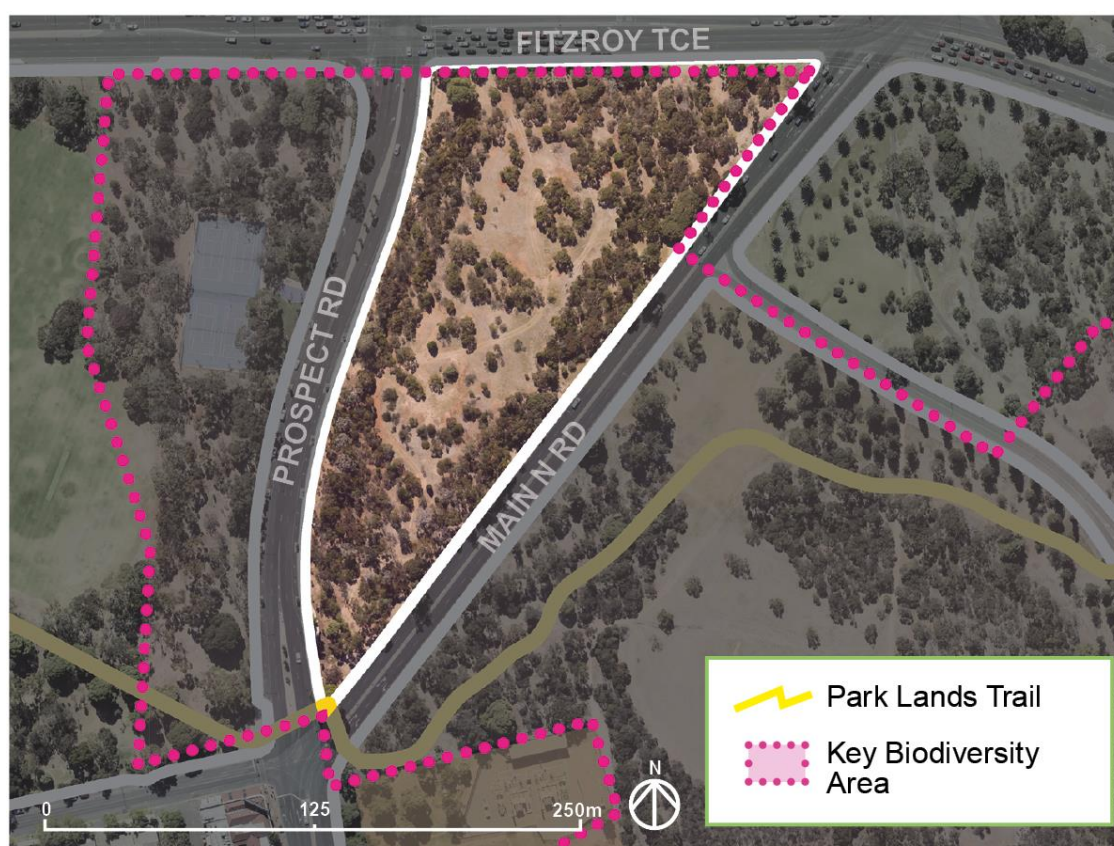 FITZROY TCE
PROSPECT RD
MAIN N RD
Park Lands Trail
Key Biodiversity
Area
N
0 125 250m